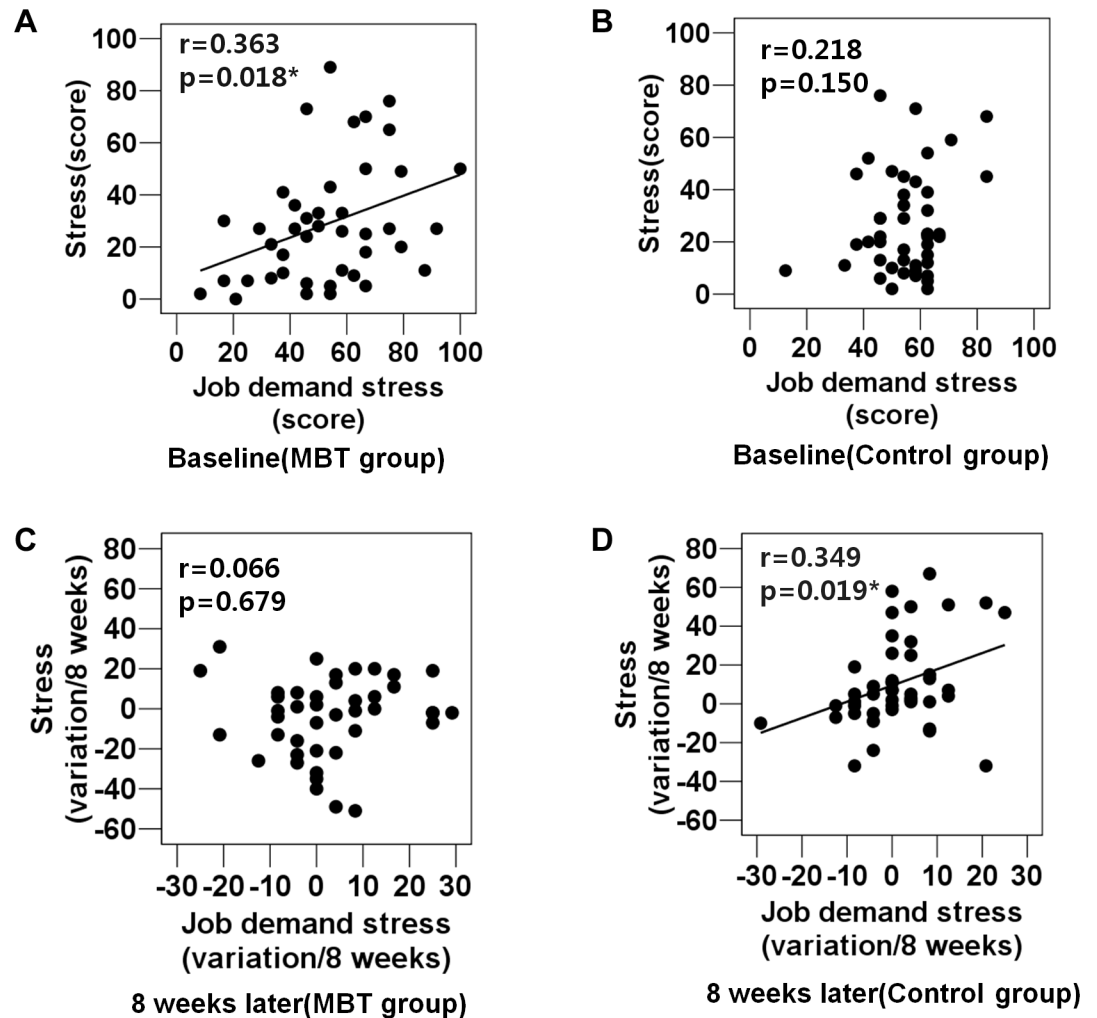 A
100
80
60
40
20
0
Stress(score)
r=0.363
p=0.018*
0 20 40 60 80 100
Job demand stress
(score)
Baseline(MBT group)
B
100
80
60
40
20
0
Stress(score)
r=0.218
p=0.150
0 20 40 60 80 100
Job demand stress
(score)
Baseline(Control group)
C
80
60
40
20
0
-20
-40
-60
Stress
(variation/8 weeks)
r=0.066
p=0.679
-30 -20 -10 0 10 20 30
Job demand stress
(variation/8 weeks)
8 weeks later(MBT group)
D
80
60
40
20
0
-20
-40
-60
Stress
(variation/8 weeks)
r=0.349
p=0.019*
-30 -20 -10 0 10 20 30
Job demand stress
(variation/8 weeks)
8 weeks later(Control group)